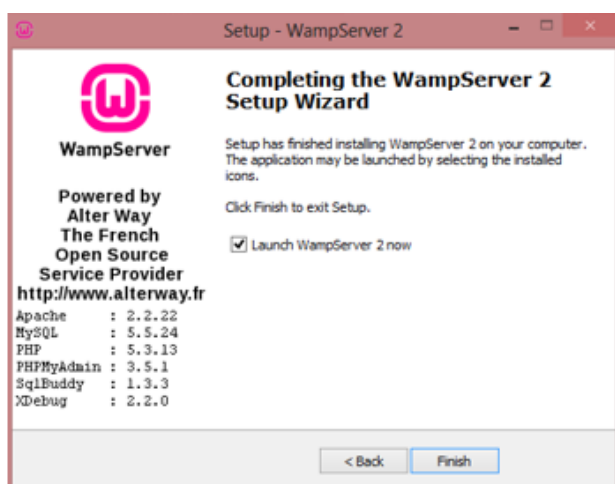 Setup - WampServer 2
WampServer
Powered by
Alter Way
The French
Open Source
Service Provider
http://www.alterway.fr
Apache : 2.2.22
MySQL : 5.5.24
PHP : 5.3.13
PHPMyAdmin : 3.5.1
SqlBuddy : 1.3.3
XDebug : 2.2.0
Completing the WampServer 2
Setup Wizard
Setup has finished installing WampServer 2 on your computer.
The application may be launched by selecting the installed
icons.
Click Finish to exit Setup.
Launch WampServer 2 now
< Back
Finish